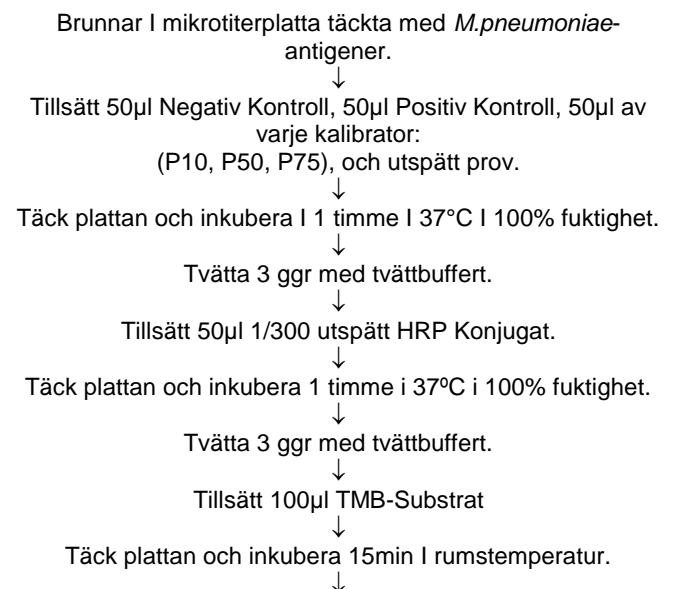 Brunnar I mikrotiterplatta täckta med M.pneumoniae-
antigener.
↓
Tillsätt 50µl Negativ Kontroll, 50µl Positiv Kontroll, 50µl av
varje kalibrator:
(P10, P50, P75), och utspätt prov.
↓
Täck plattan och inkubera I 1 timme I 37°C I 100% fuktighet.
↓
Tvätta 3 ggr med tvättbuffert.
↓
Tillsätt 50µl 1/300 utspätt HRP Konjugat.
↓
Täck plattan och inkubera 1 timme i 37ºC i 100% fuktighet.
↓
Tvätta 3 ggr med tvättbuffert.
↓
Tillsätt 100µl TMB-Substrat
↓
Täck plattan och inkubera 15min I rumstemperatur.
↓